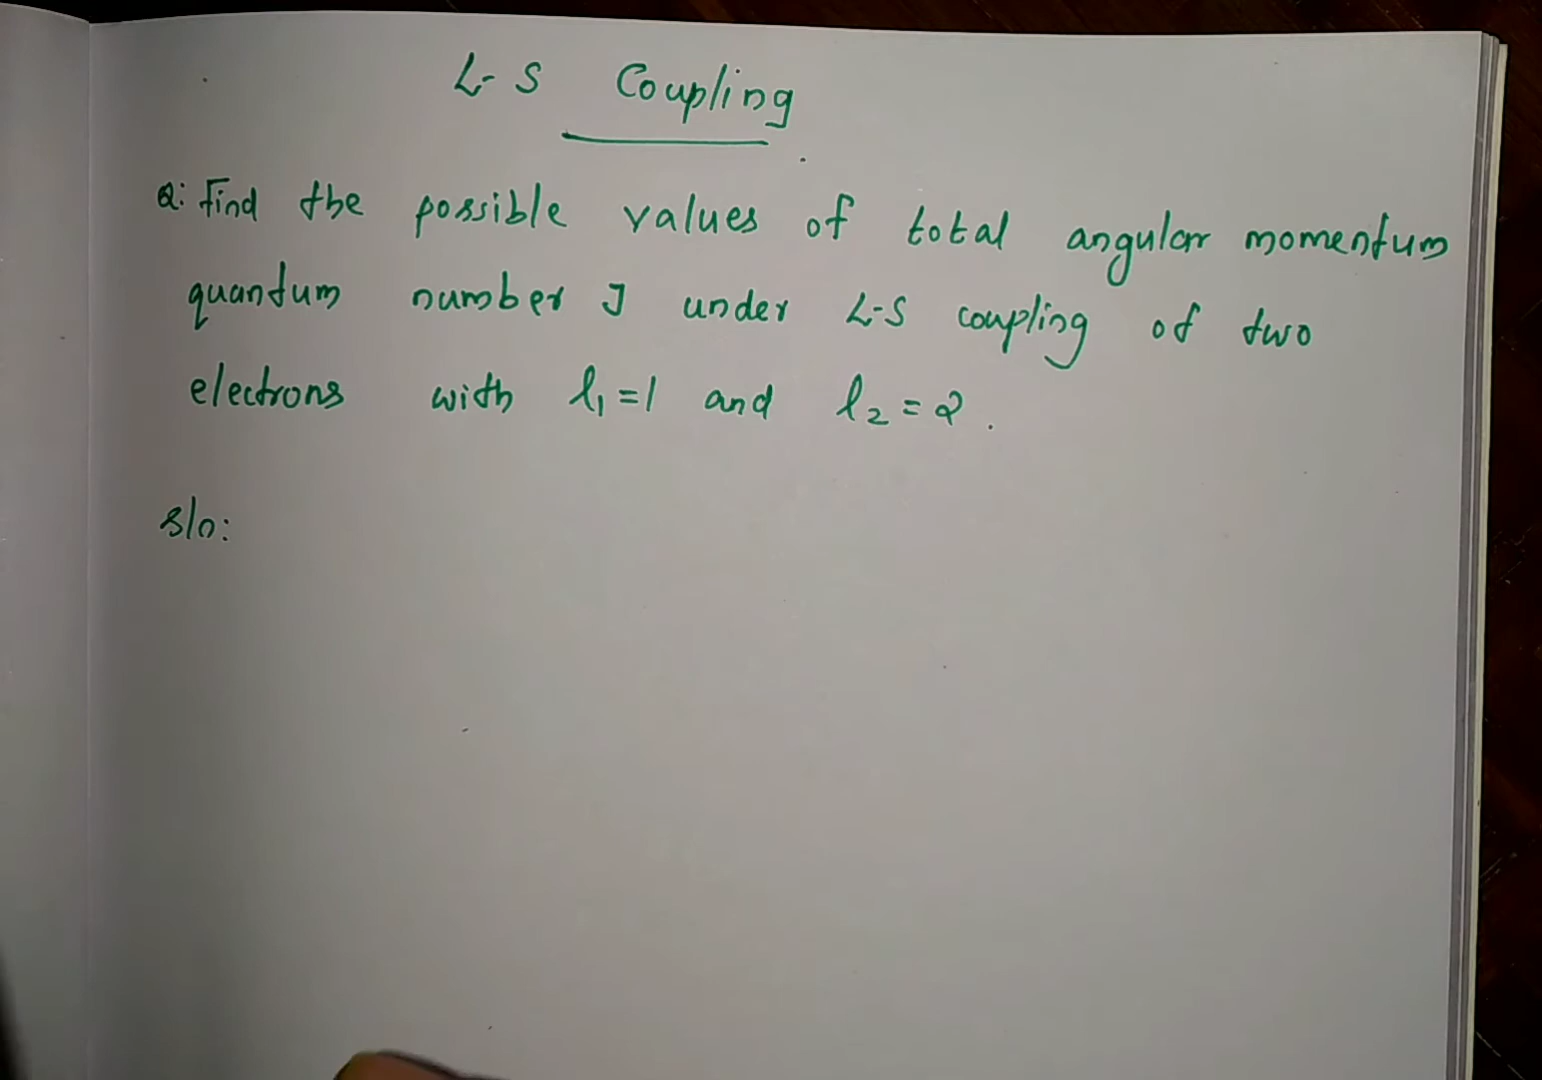 L-S Coupling
Q: Find the possible values of total angular momentum
quantum number J under L-S coupling of two
electrons with l₁=1 and l₂=2.
Sln: